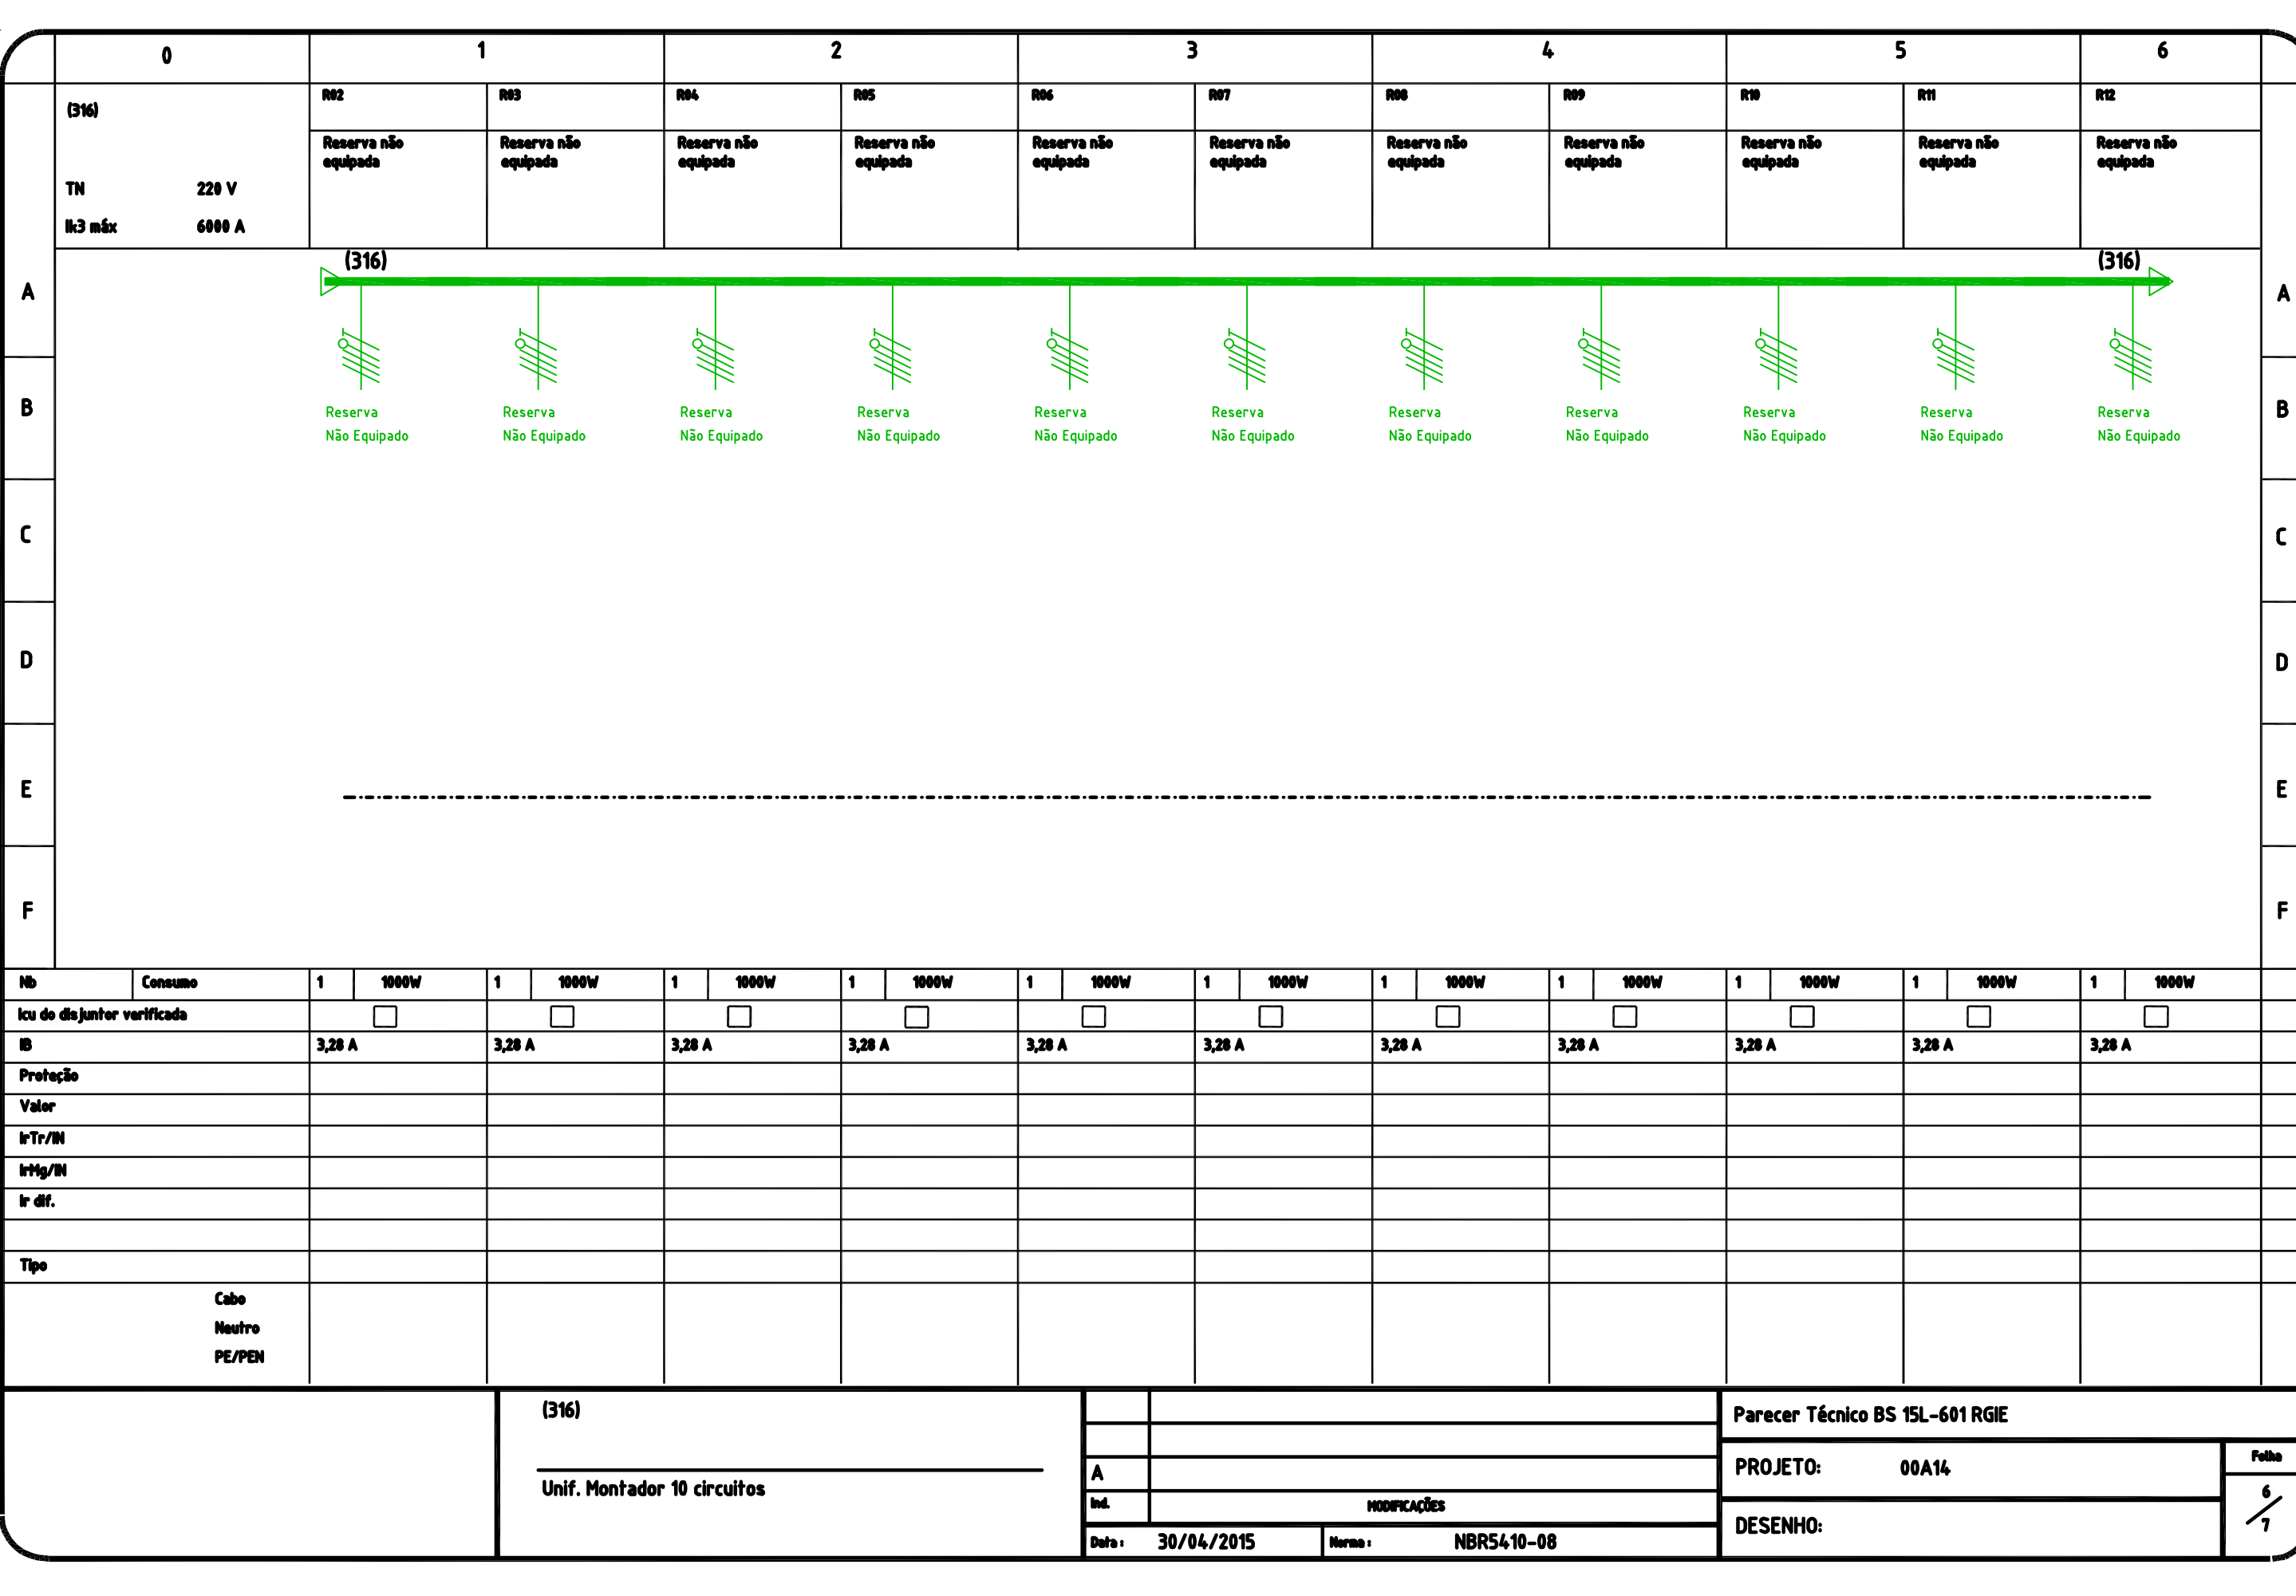 0 1 2 3 4 5 6
(316)
R02 R03 R04 R05 R06 R07 R08 R09 R10 R11 R12
Reserva não Reserva não Reserva não Reserva não Reserva não Reserva não Reserva não Reserva não Reserva não Reserva não Reserva não
equipada equipada equipada equipada equipada equipada equipada equipada equipada equipada equipada
TN 220 V
Ik3 máx 6000 A
(316) (316)
A A
B B
Reserva Reserva Reserva Reserva Reserva Reserva Reserva Reserva Reserva Reserva Reserva
Não Equipado Não Equipado Não Equipado Não Equipado Não Equipado Não Equipado Não Equipado Não Equipado Não Equipado Não Equipado Não Equipado
C C
D D
E E
F F
Nb Consumo 1 1000W 1 1000W 1 1000W 1 1000W 1 1000W 1 1000W 1 1000W 1 1000W 1 1000W 1 1000W 1 1000W
Icu do disjuntor verificada
IB 3,28 A 3,28 A 3,28 A 3,28 A 3,28 A 3,28 A 3,28 A 3,28 A 3,28 A 3,28 A 3,28 A
Proteção
Valor
IrTr/IN
IrMg/IN
Ir dif.
Tipo
Cabo
Neutro
PE/PEN
(316)
Unif. Montador 10 circuitos
A
Ind. MODIFICAÇÕES
Data : 30/04/2015 Norma : NBR5410-08
Parecer Técnico BS 15L-601 RGIE
PROJETO: 00A14
DESENHO:
Folha
6/7